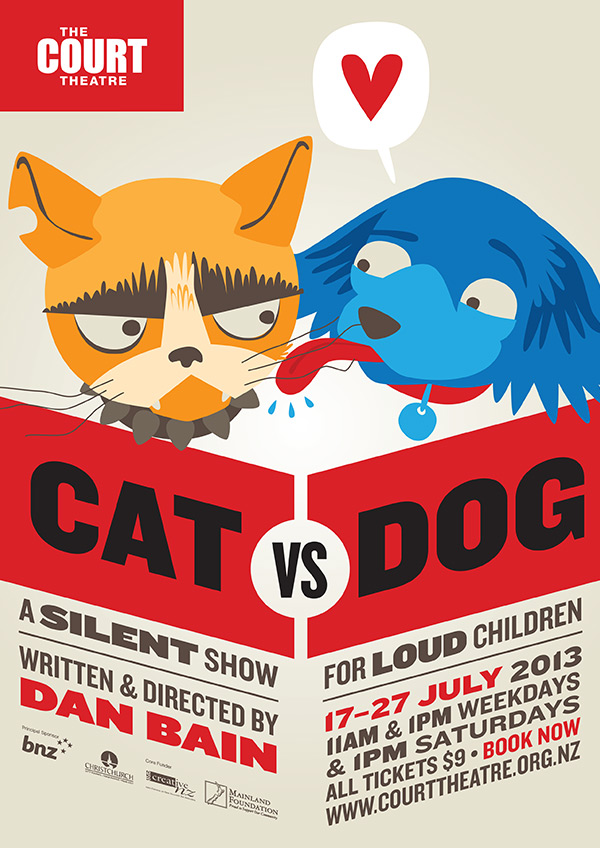 THE
COURT
THEATRE
CAT VS DOG
A SILENT SHOW
FOR LOUD CHILDREN
WRITTEN & DIRECTED BY
DAN BAIN
17–27 JULY 2013
11AM & 1PM WEEKDAYS
& 1PM SATURDAYS
ALL TICKETS $9 • BOOK NOW
WWW.COURTTHEATRE.ORG.NZ
Principal Sponsor
bnz
CHRISTCHURCH
Core Funder
creative nz
MAINLAND
FOUNDATION